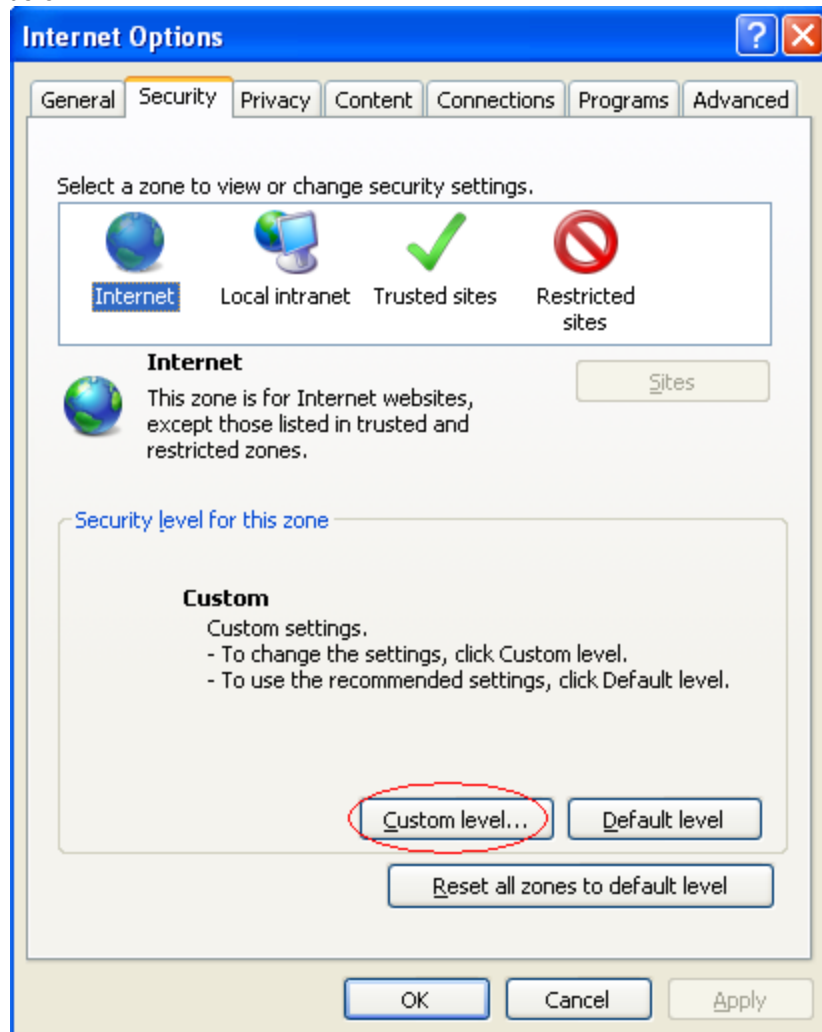 Internet Options
General Security Privacy Content Connections Programs Advanced
Select a zone to view or change security settings.
Internet Local intranet Trusted sites Restricted sites
Internet
Sites
This zone is for Internet websites,
except those listed in trusted and
restricted zones.
Security level for this zone
Custom
Custom settings.
- To change the settings, click Custom level.
- To use the recommended settings, click Default level.
Custom level... Default level
Reset all zones to default level
OK Cancel Apply